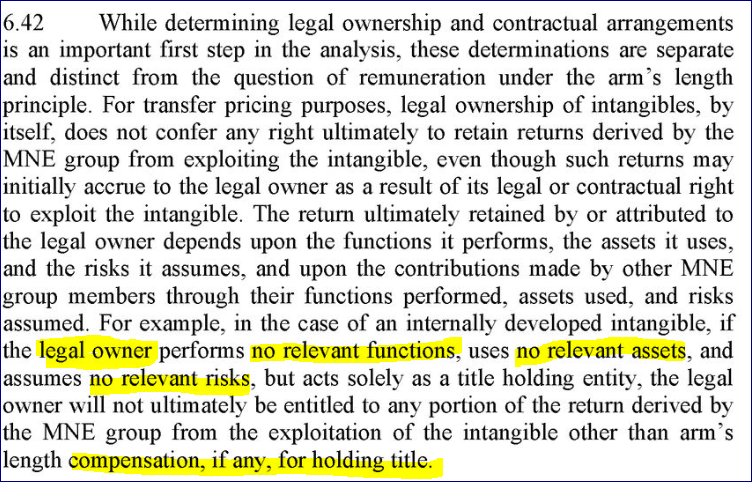 6.42 While determining legal ownership and contractual arrangements
is an important first step in the analysis, these determinations are separate
and distinct from the question of remuneration under the arm's length
principle. For transfer pricing purposes, legal ownership of intangibles, by
itself, does not confer any right ultimately to retain returns derived by the
MNE group from exploiting the intangible, even though such returns may
initially accrue to the legal owner as a result of its legal or contractual right
to exploit the intangible. The return ultimately retained by or attributed to
the legal owner depends upon the functions it performs, the assets it uses,
and the risks it assumes, and upon the contributions made by other MNE
group members through their functions performed, assets used, and risks
assumed. For example, in the case of an internally developed intangible, if
the legal owner performs no relevant functions, uses no relevant assets, and
assumes no relevant risks, but acts solely as a title holding entity, the legal
owner will not ultimately be entitled to any portion of the return derived by
the MNE group from the exploitation of the intangible other than arm's
length compensation, if any, for holding title.